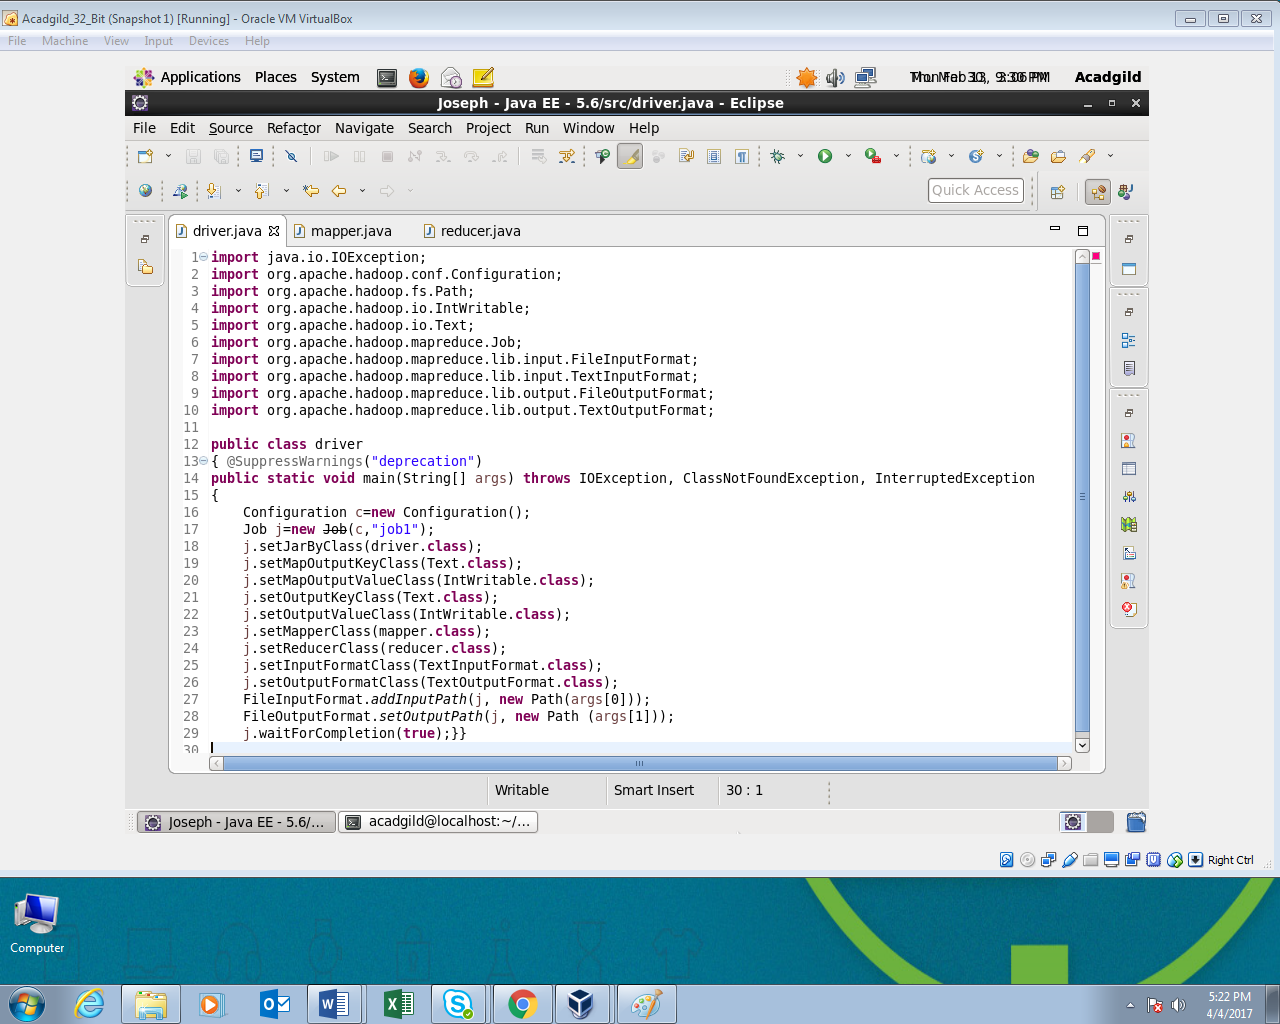 Acadgild_32_Bit (Snapshot 1) [Running] - Oracle VM VirtualBox
File Machine View Input Devices Help
Applications Places System
Acadgild
Joseph - Java EE - 5.6/src/driver.java - Eclipse
File Edit Source Refactor Navigate Search Project Run Window Help
Quick Access
driver.java mapper.java reducer.java
1 import java.io.IOException;
2 import org.apache.hadoop.conf.Configuration;
3 import org.apache.hadoop.fs.Path;
4 import org.apache.hadoop.io.IntWritable;
5 import org.apache.hadoop.io.Text;
6 import org.apache.hadoop.mapreduce.Job;
7 import org.apache.hadoop.mapreduce.lib.input.FileInputFormat;
8 import org.apache.hadoop.mapreduce.lib.input.TextInputFormat;
9 import org.apache.hadoop.mapreduce.lib.output.FileOutputFormat;
10 import org.apache.hadoop.mapreduce.lib.output.TextOutputFormat;
11
12 public class driver
13 { @SuppressWarnings("deprecation")
14 public static void main(String[] args) throws IOException, ClassNotFoundException, InterruptedException
15 {
16 Configuration c=new Configuration();
17 Job j=new Job(c,"job1");
18 j.setJarByClass(driver.class);
19 j.setMapOutputKeyClass(Text.class);
20 j.setMapOutputValueClass(IntWritable.class);
21 j.setOutputKeyClass(Text.class);
22 j.setOutputValueClass(IntWritable.class);
23 j.setMapperClass(mapper.class);
24 j.setReducerClass(reducer.class);
25 j.setInputFormatClass(TextInputFormat.class);
26 j.setOutputFormatClass(TextOutputFormat.class);
27 FileInputFormat.addInputPath(j, new Path(args[0]));
28 FileOutputFormat.setOutputPath(j, new Path (args[1]));
29 j.waitForCompletion(true);}}
30
Writable Smart Insert 30 : 1
Joseph - Java EE - 5.6/... acadgild@localhost:~/...
Right Ctrl
Computer
5:22 PM
4/4/2017